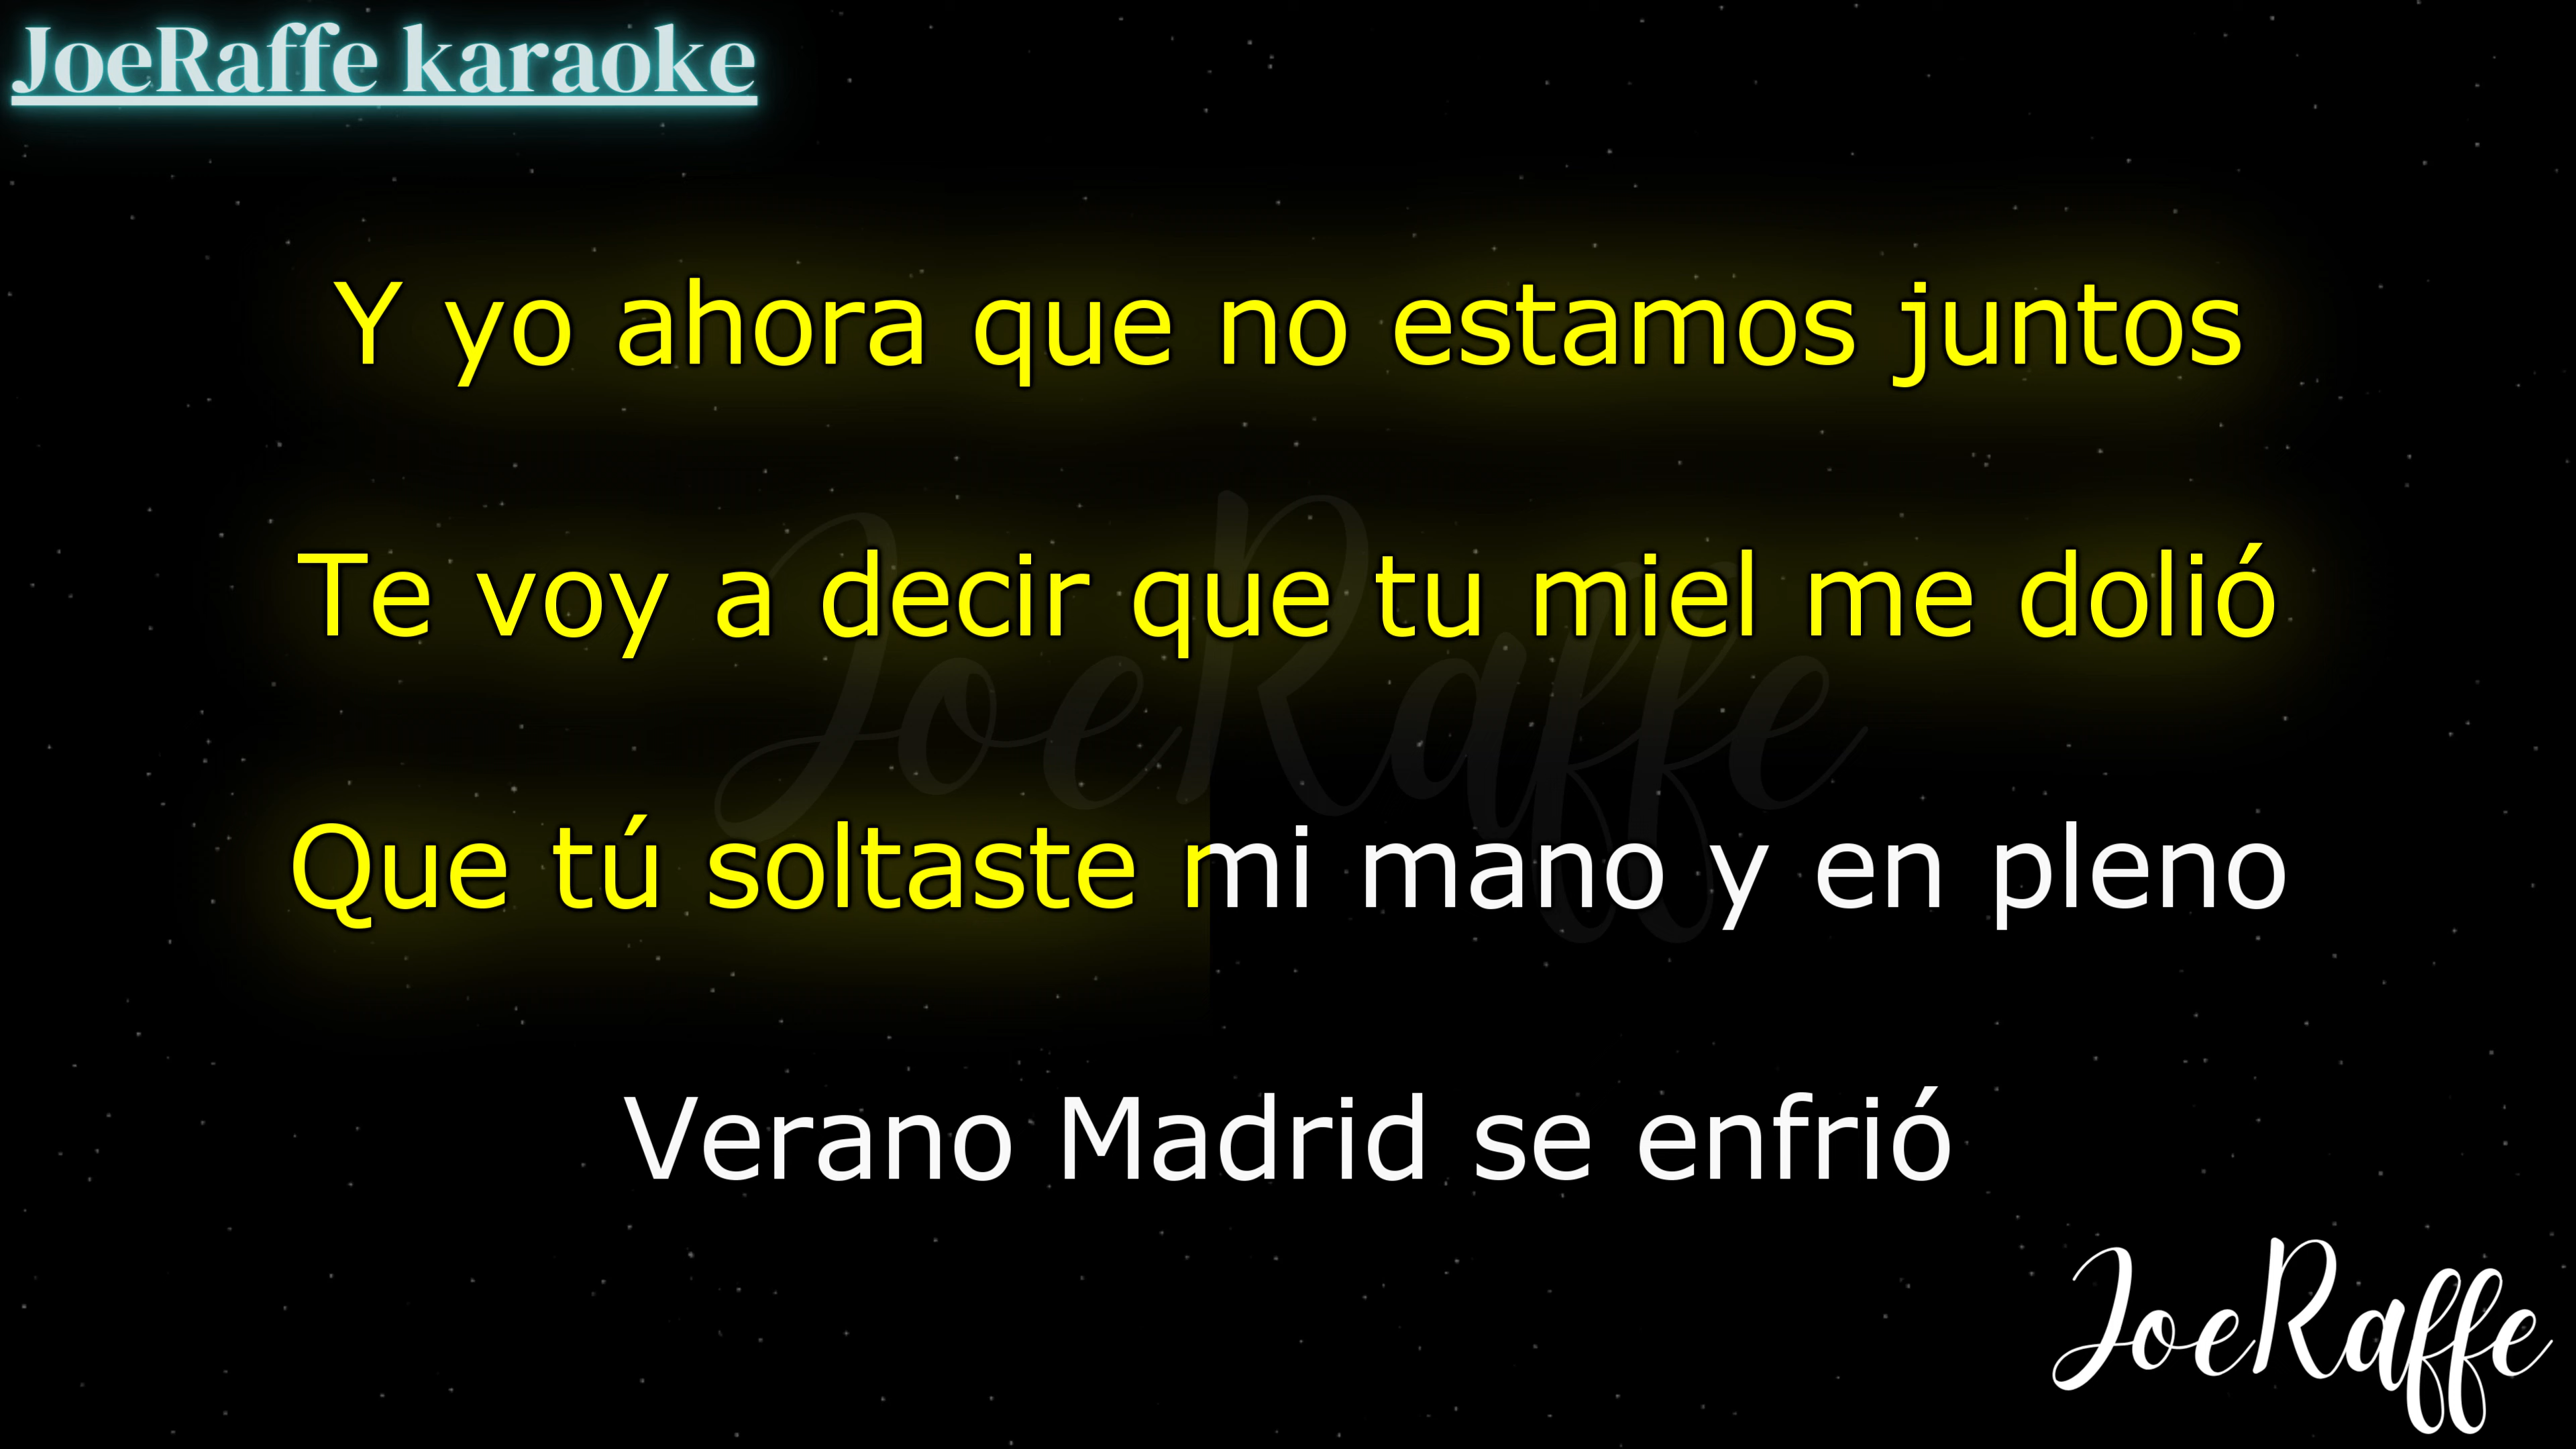 JoeRaffe karaoke
Y yo ahora que no estamos juntos
Te voy a decir que tu miel me dolió
Que tú soltaste mi mano y en pleno
Verano Madrid se enfrió
JoeRaffe
JoeRaffe